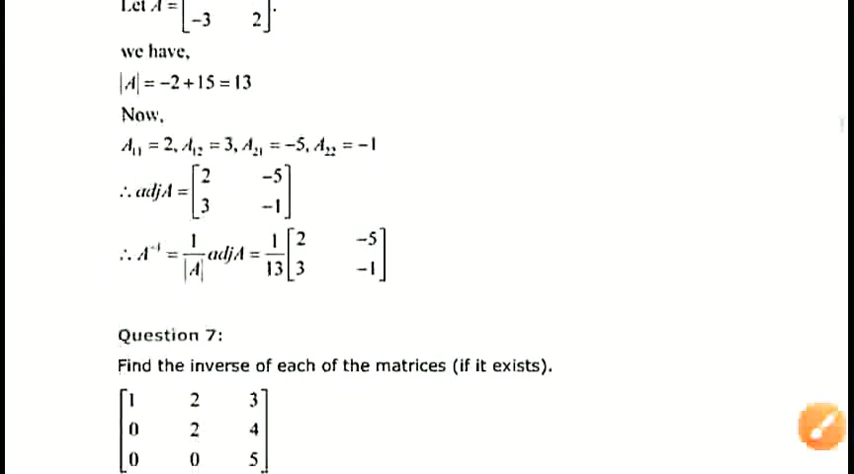 Let A = [
-3 2].
we have,
|A| = -2+15 = 13
Now,
A₁₁ = 2, A₁₂ = 3, A₂₁ = -5, A₂₂ = -1
∴ adjA = [2 -5
3 -1]
∴ A⁻¹ = 1/|A| adjA = 1/13 [2 -5
3 -1]
Question 7:
Find the inverse of each of the matrices (if it exists).
[1 2 3
0 2 4
0 0 5]